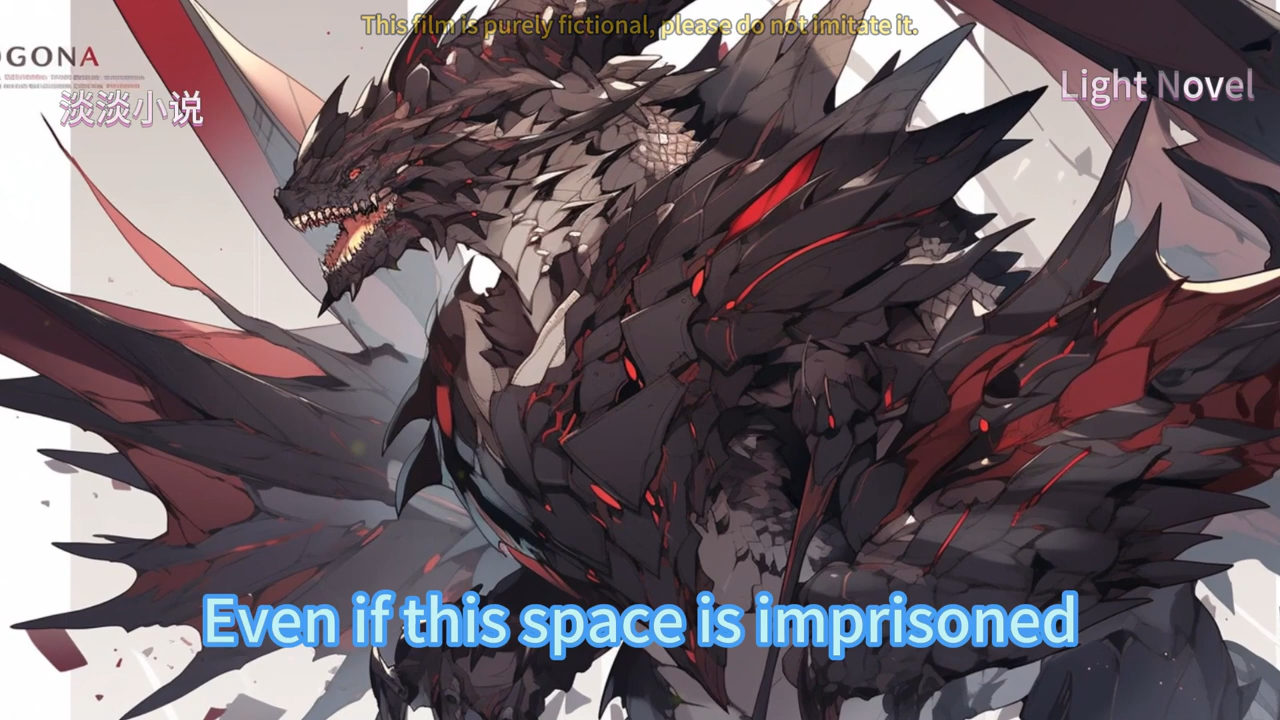 This film is purely fictional, please do not imitate it.
OGONA
淡淡小说
Light Novel
Even if this space is imprisoned